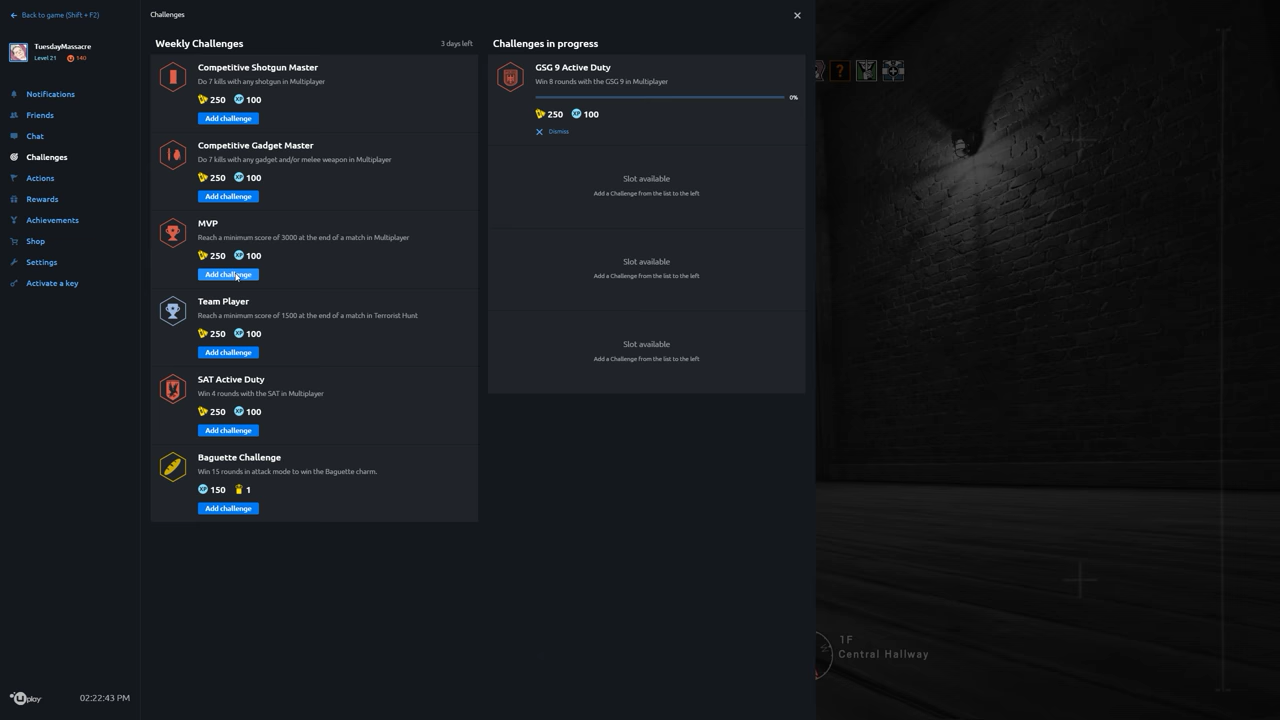 Back to game (Shift + F2)
TuesdayMassacre
Level 21 140
Notifications
Friends
Chat
Challenges
Actions
Rewards
Achievements
Shop
Settings
Activate a key
uplay 02:22:43 PM
Challenges
Weekly Challenges 3 days left
Competitive Shotgun Master
Do 7 kills with any shotgun in Multiplayer
250 XP 100
Add challenge
Competitive Gadget Master
Do 7 kills with any gadget and/or melee weapon in Multiplayer
250 XP 100
Add challenge
MVP
Reach a minimum score of 3000 at the end of a match in Multiplayer
250 XP 100
Add challenge
Team Player
Reach a minimum score of 1500 at the end of a match in Terrorist Hunt
250 XP 100
Add challenge
SAT Active Duty
Win 4 rounds with the SAT in Multiplayer
250 XP 100
Add challenge
Baguette Challenge
Win 15 rounds in attack mode to win the Baguette charm.
XP 150 1
Add challenge
Challenges in progress
GSG 9 Active Duty
Win 8 rounds with the GSG 9 in Multiplayer
0%
250 XP 100
Dismiss
Slot available
Add a Challenge from the list to the left
Slot available
Add a Challenge from the list to the left
Slot available
Add a Challenge from the list to the left
?
1F
Central Hallway